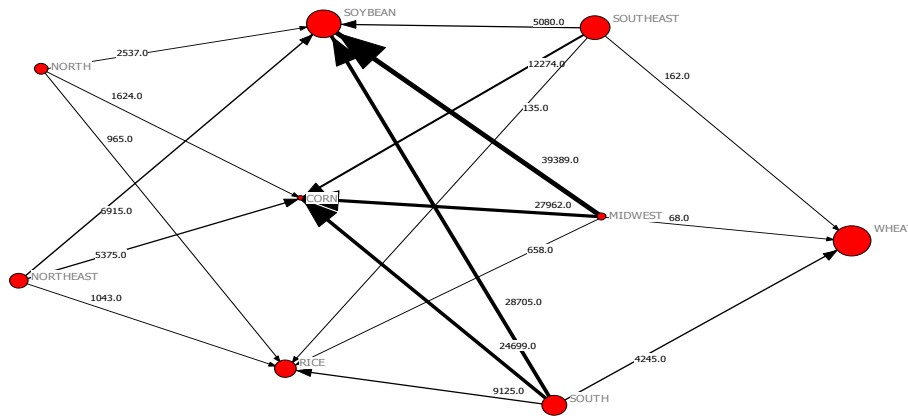 SOYBEAN
SOUTHEAST
5080.0
2537.0
NORTH
12274.0
162.0
1624.0
135.0
965.0
39389.0
CORN
27962.0
MIDWEST
68.0
6915.0
WHEAT
5375.0
658.0
NORTHEAST
1043.0
28705.0
24699.0
RICE
4245.0
9125.0
SOUTH